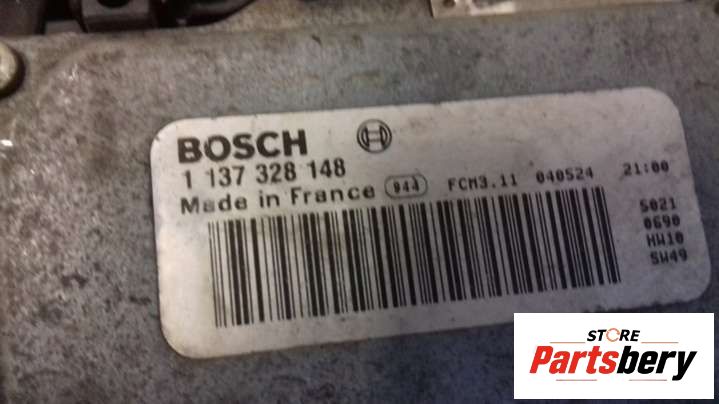 BOSCH
1 137 328 148
Made in France 944 FCM3.11 040524 21:00
S021
0690
HW10
SW49
STORE
Partsbery